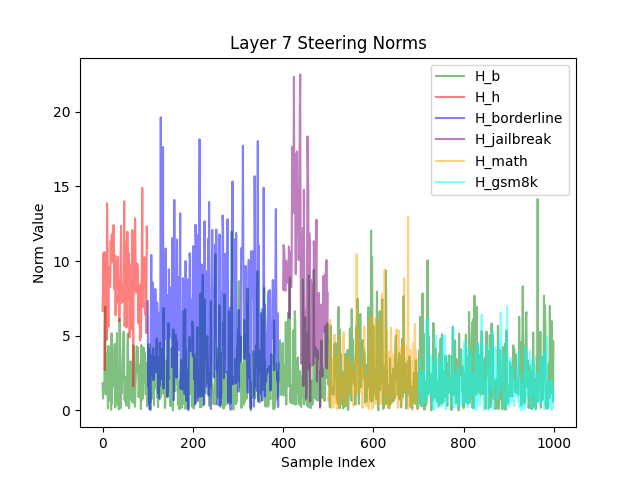 Layer 7 Steering Norms
Norm Value
20
15
10
5
0
H_b
H_h
H_borderline
H_jailbreak
H_math
H_gsm8k
0 200 400 600 800 1000
Sample Index